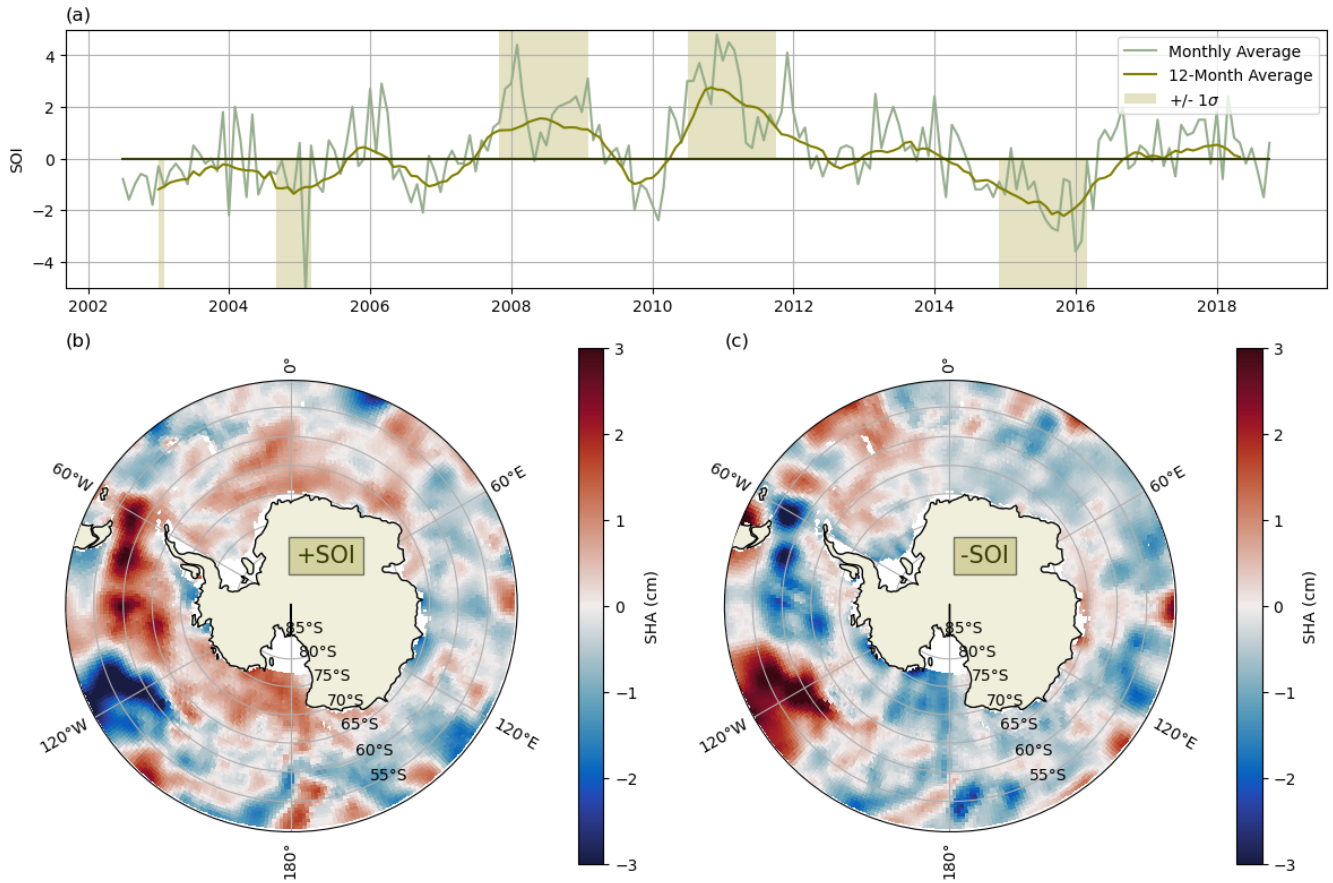 (a)
SOI
4
2
0
−2
−4
Monthly Average
12-Month Average
+/- 1σ
2002 2004 2006 2008 2010 2012 2014 2016 2018
(b)
0°
60°W
60°E
120°W
120°E
180°
+SOI
85°S
80°S
75°S
70°S
65°S
60°S
55°S
3
2
1
0
−1
−2
−3
SHA (cm)
(c)
0°
60°W
60°E
120°W
120°E
180°
-SOI
85°S
80°S
75°S
70°S
65°S
60°S
55°S
3
2
1
0
−1
−2
−3
SHA (cm)